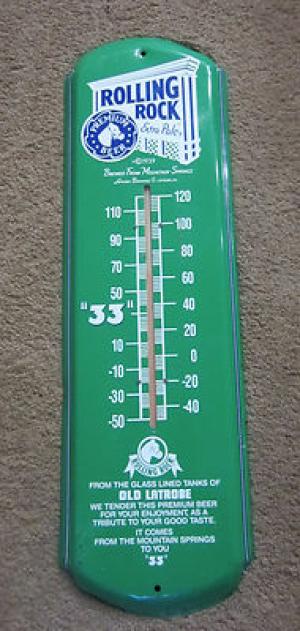 ROLLING
ROCK
Extra Pale
PREMIUM
BEER
-©1939
BREWED FROM MOUNTAIN SPRINGS
120
110
100
90
80
70
60
50
40
"33"
20
10
0
-10
-20
-30
-40
-50
ROLLING ROCK
FROM THE GLASS LINED TANKS OF
OLD LATROBE
WE TENDER THIS PREMIUM BEER
FOR YOUR ENJOYMENT, AS A
TRIBUTE TO YOUR GOOD TASTE.
IT COMES
FROM THE MOUNTAIN SPRINGS
TO YOU
"33"